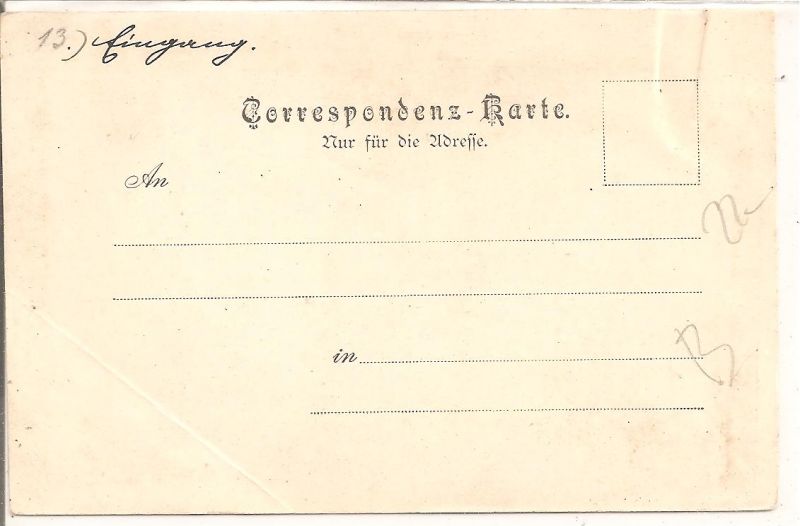 13.) Eingang.
Correspondenz-Karte.
Nur für die Adresse.
An
in